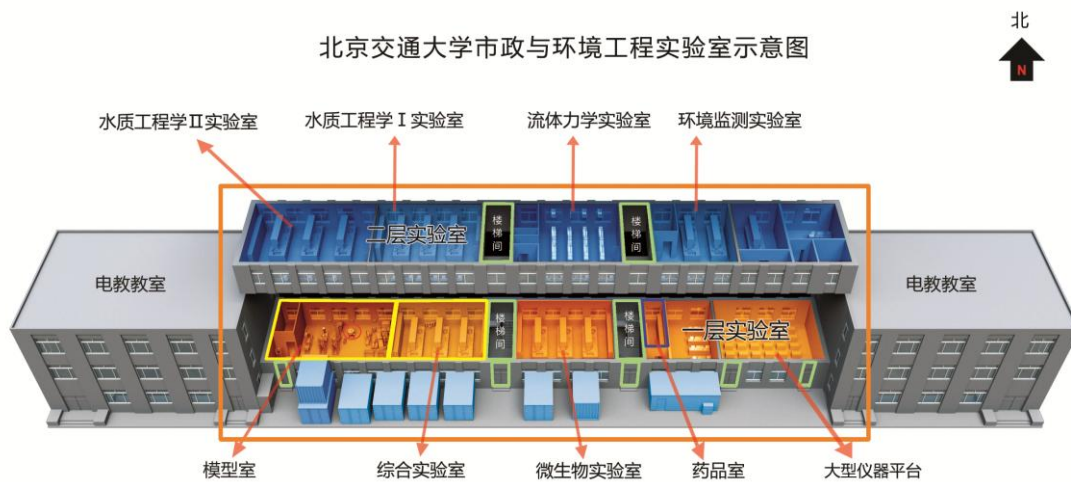 北京交通大学市政与环境工程实验室示意图
北
N
水质工程学Ⅱ实验室
水质工程学Ⅰ实验室
流体力学实验室
环境监测实验室
楼梯间
楼梯间
二层实验室
电教教室
电教教室
楼梯间
楼梯间
一层实验室
模型室
综合实验室
微生物实验室
药品室
大型仪器平台